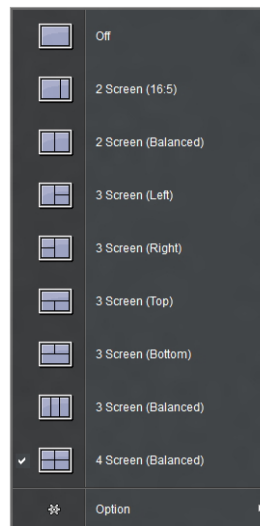 Off
2 Screen (16:5)
2 Screen (Balanced)
3 Screen (Left)
3 Screen (Right)
3 Screen (Top)
3 Screen (Bottom)
3 Screen (Balanced)
4 Screen (Balanced)
Option